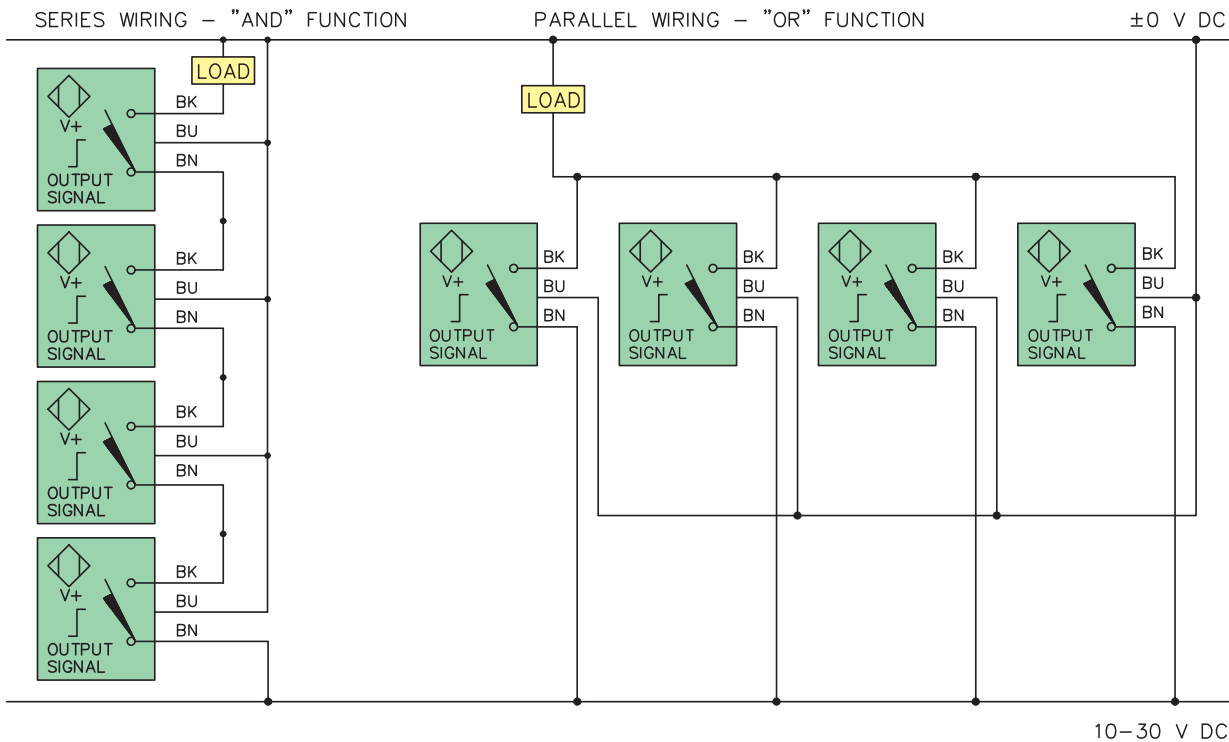 SERIES WIRING – "AND" FUNCTION
PARALLEL WIRING – "OR" FUNCTION
±0 V DC
LOAD
BK
V+
BU
BN
OUTPUT
SIGNAL
BK
V+
BU
BN
OUTPUT
SIGNAL
BK
V+
BU
BN
OUTPUT
SIGNAL
BK
V+
BU
BN
OUTPUT
SIGNAL
LOAD
BK
V+
BU
BN
OUTPUT
SIGNAL
BK
V+
BU
BN
OUTPUT
SIGNAL
BK
V+
BU
BN
OUTPUT
SIGNAL
BK
V+
BU
BN
OUTPUT
SIGNAL
10–30 V DC